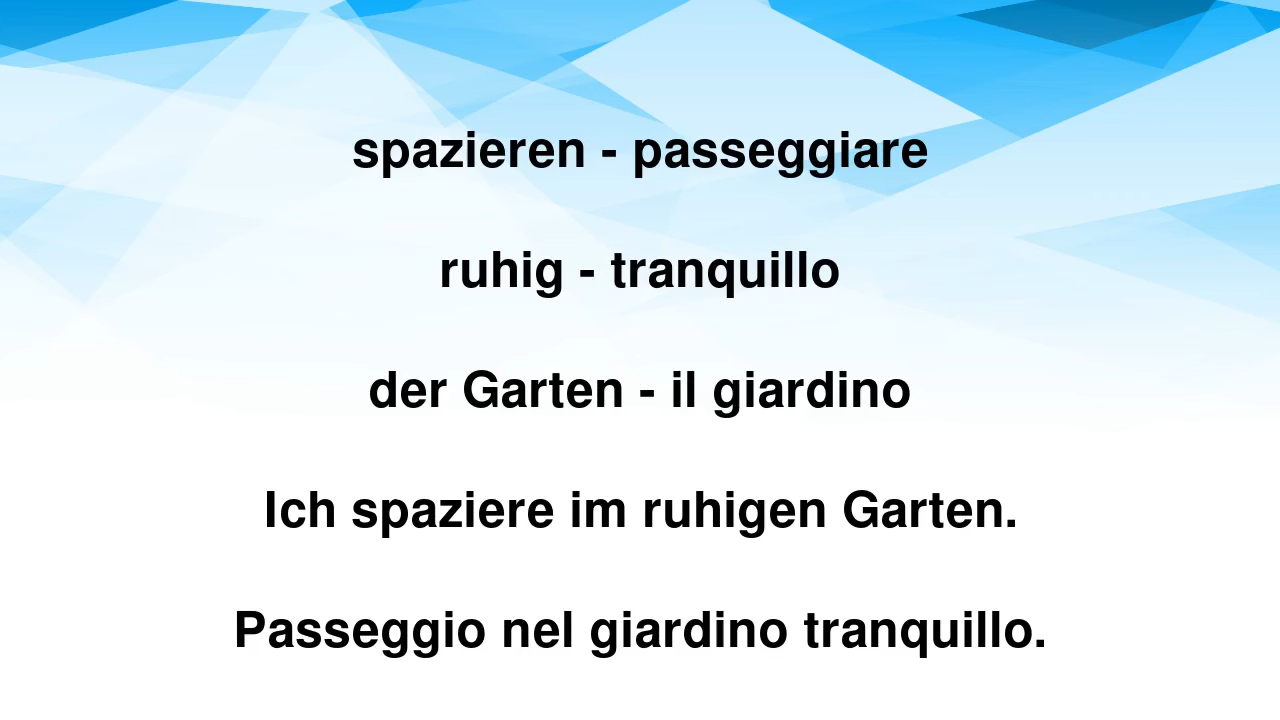 spazieren - passeggiare
ruhig - tranquillo
der Garten - il giardino
Ich spaziere im ruhigen Garten.
Passeggio nel giardino tranquillo.